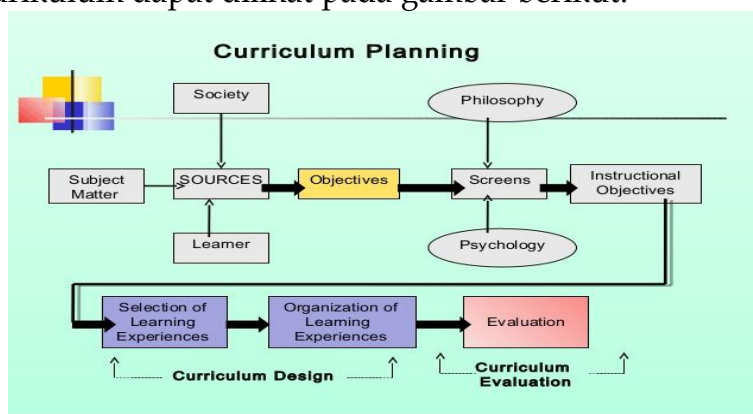 Curriculum Planning
Society
Philosophy
Subject
Matter
SOURCES
Objectives
Screens
Instructional
Objectives
Learner
Psychology
Selection of
Learning
Experiences
Organization of
Learning
Experiences
Evaluation
Curriculum Design
Curriculum
Evaluation